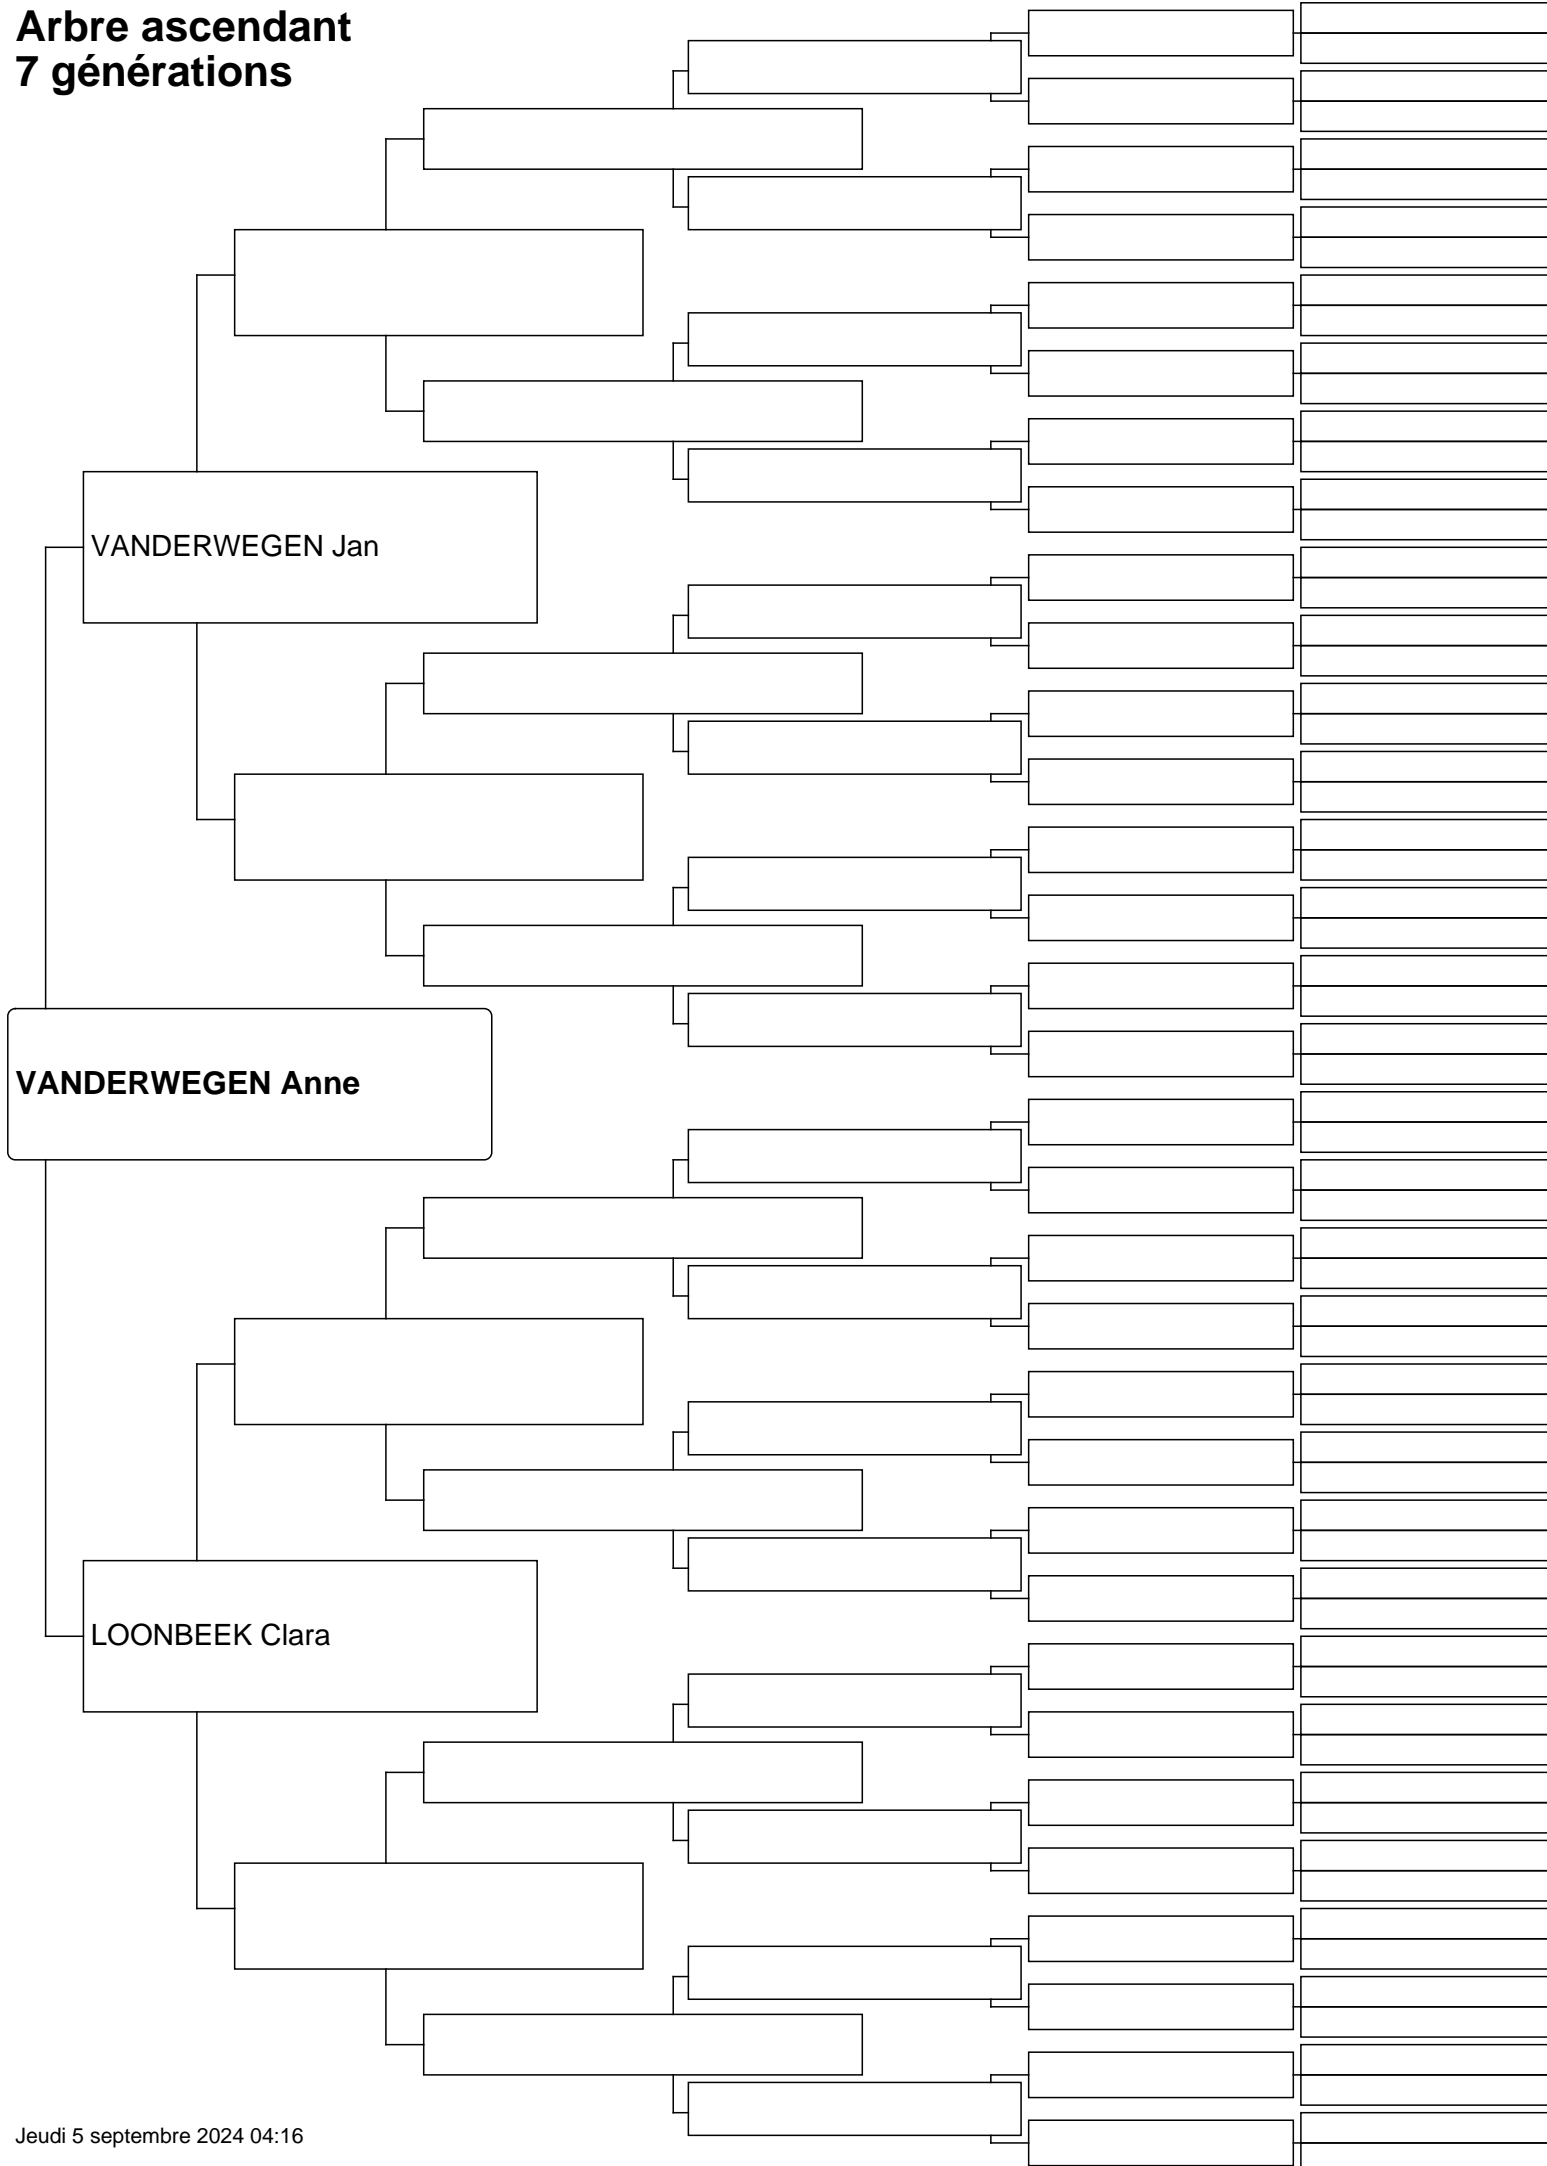 Arbre ascendant
7 générations
VANDERWEGEN Jan
VANDERWEGEN Anne
LOONBEEK Clara
Jeudi 5 septembre 2024 04:16